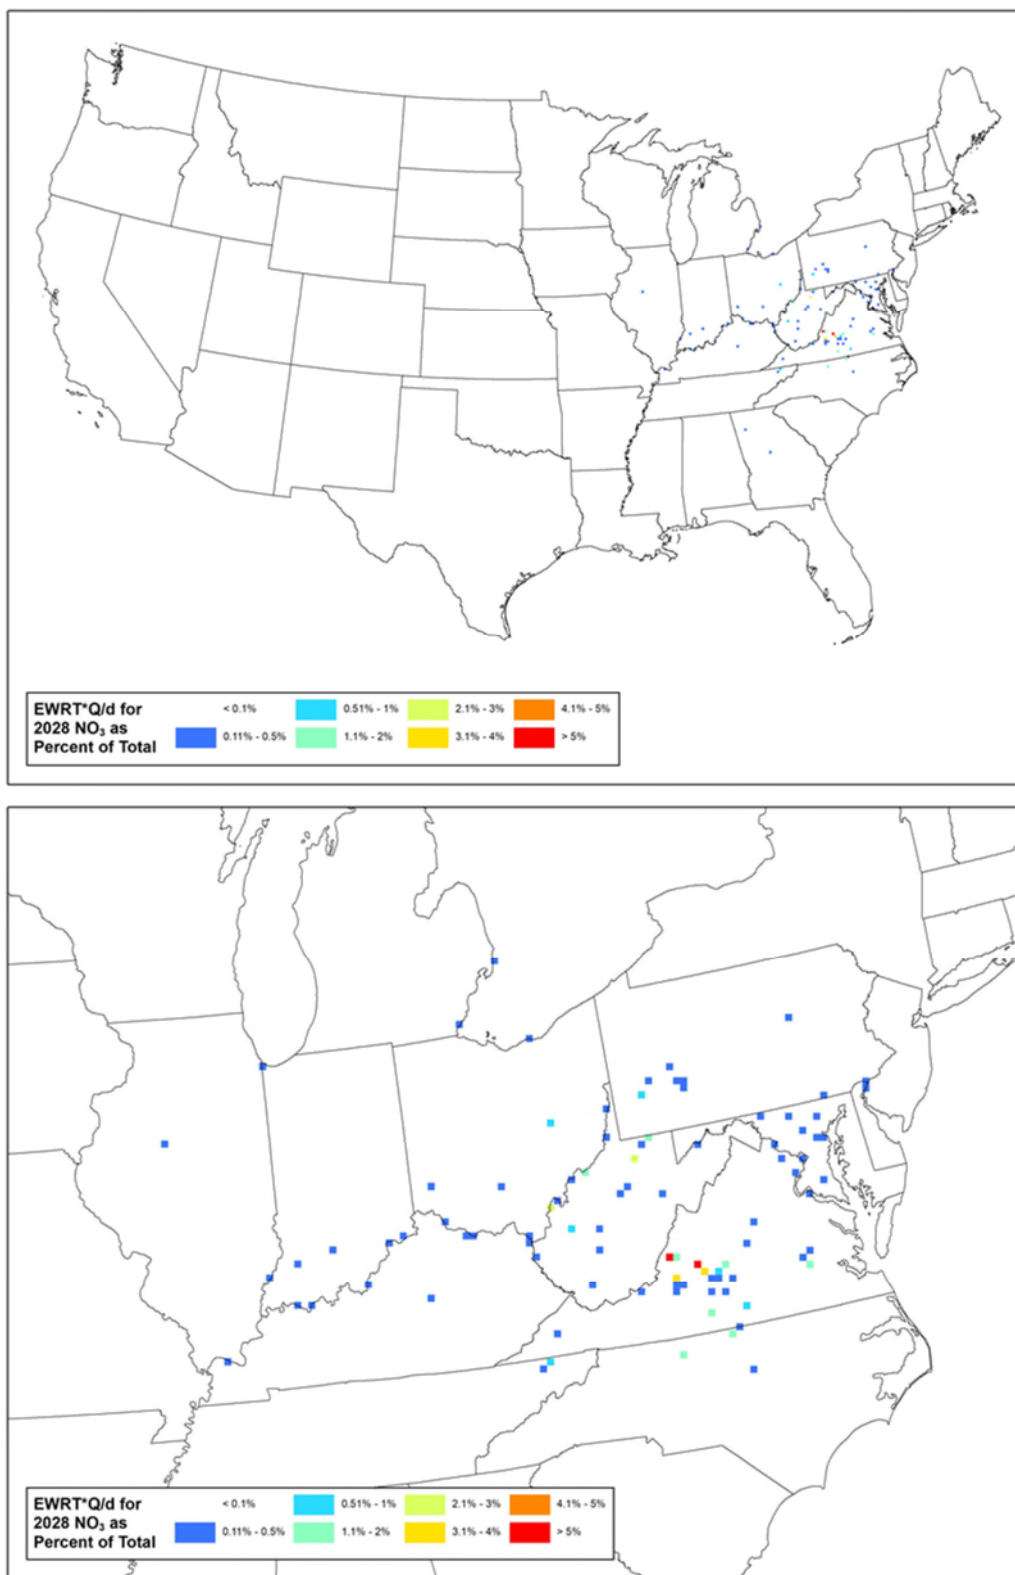 EWRT*Q/d for
2028 NO₃ as
Percent of Total
< 0.1%
0.51% - 1%
2.1% - 3%
4.1% - 5%
0.11% - 0.5%
1.1% - 2%
3.1% - 4%
> 5%
EWRT*Q/d for
2028 NO₃ as
Percent of Total
< 0.1%
0.51% - 1%
2.1% - 3%
4.1% - 5%
0.11% - 0.5%
1.1% - 2%
3.1% - 4%
> 5%